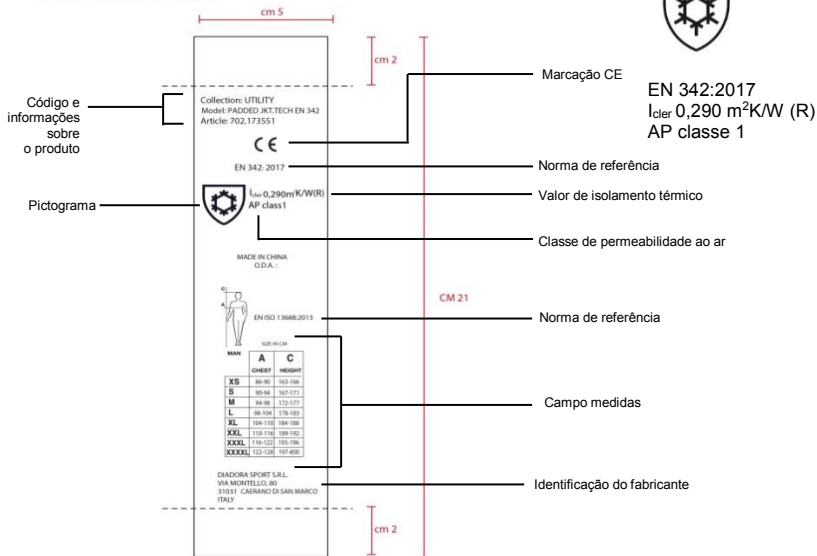 cm 5
cm 2
Marcação CE
EN 342:2017
Icler 0,290 m²K/W (R)
AP classe 1
Código e
informações
sobre
o produto
Collection: UTILITY
Model: PADDED JKT.TECH EN 342
Article: 702.173551
CE
EN 342: 2017
Norma de referência
Pictograma
Icler 0,290m²K/W(R)
AP class1
Valor de isolamento térmico
Classe de permeabilidade ao ar
MADE IN CHINA
O.D.A. :
CM 21
C
A
EN ISO 13688:2013
Norma de referência
SIZE IN CM
MAN
A C
CHEST HEIGHT
XS 86-90 163-166
S 90-94 167-171
M 94-98 172-177
L 98-104 178-183
XL 104-110 184-188
XXL 110-116 189-192
XXXL 116-122 193-196
XXXXL 122-128 197-200
Campo medidas
DIADORA SPORT S.R.L.
VIA MONTELLO, 80
31031 CAERANO DI SAN MARCO
ITALY
Identificação do fabricante
cm 2